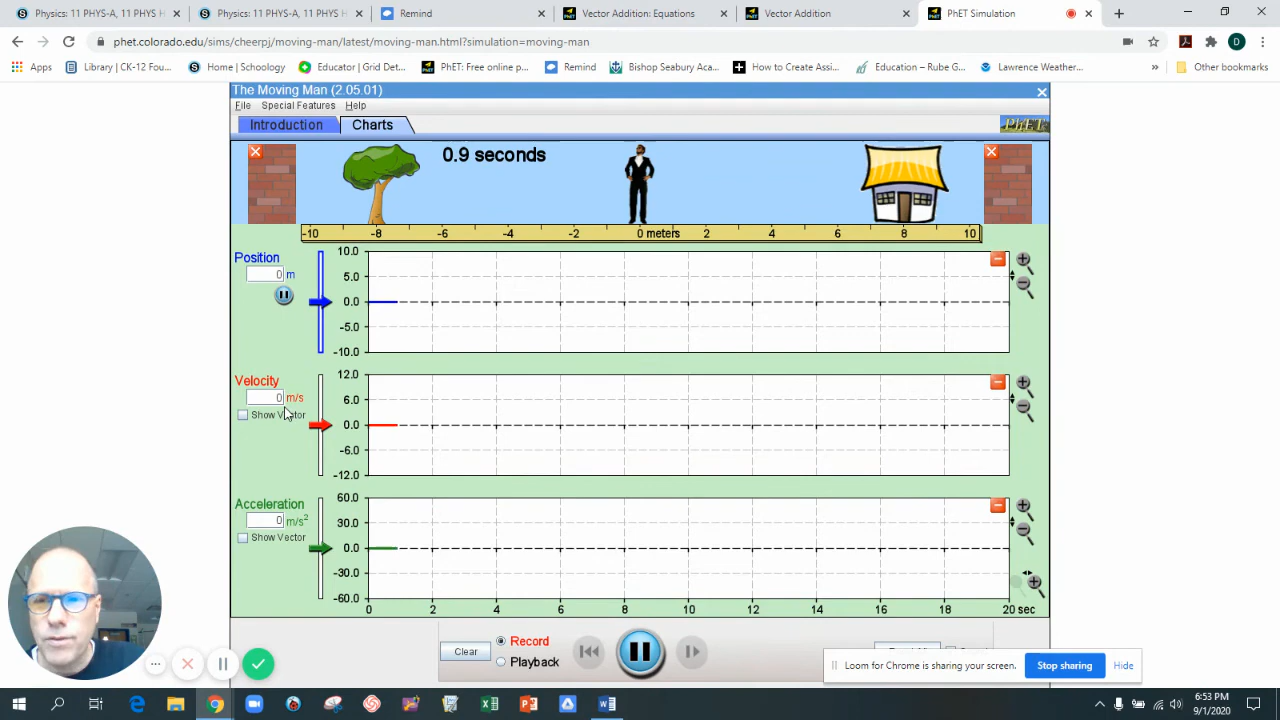 Physics: 11 PHYS-A, 11 PHYS H
Physics: 11 PHYS-A, 11 PHYS H
Remind
Vector Addition: Equations
Vector Addition
PhET Simulation
phet.colorado.edu/sims/cheerpj/moving-man/latest/moving-man.html?simulation=moving-man
D
Apps
Library | CK-12 Fou...
Home | Schoology
Educator | Grid Det...
PhET: Free online p...
Remind
Bishop Seabury Aca...
How to Create Assi...
Education – Rube G...
Lawrence Weather...
Other bookmarks
The Moving Man (2.05.01)
File Special Features Help
Introduction
Charts
PhET
0.9 seconds
-10 -8 -6 -4 -2 0 meters 2 4 6 8 10
Position
0 m
10.0
5.0
0.0
-5.0
-10.0
Velocity
0 m/s
Show Vector
12.0
6.0
0.0
-6.0
-12.0
Acceleration
0 m/s²
Show Vector
60.0
30.0
0.0
-30.0
-60.0
0 2 4 6 8 10 12 14 16 18 20 sec
Clear
Record
Playback
Loom for Chrome is sharing your screen.
Stop sharing
Hide
6:53 PM
9/1/2020